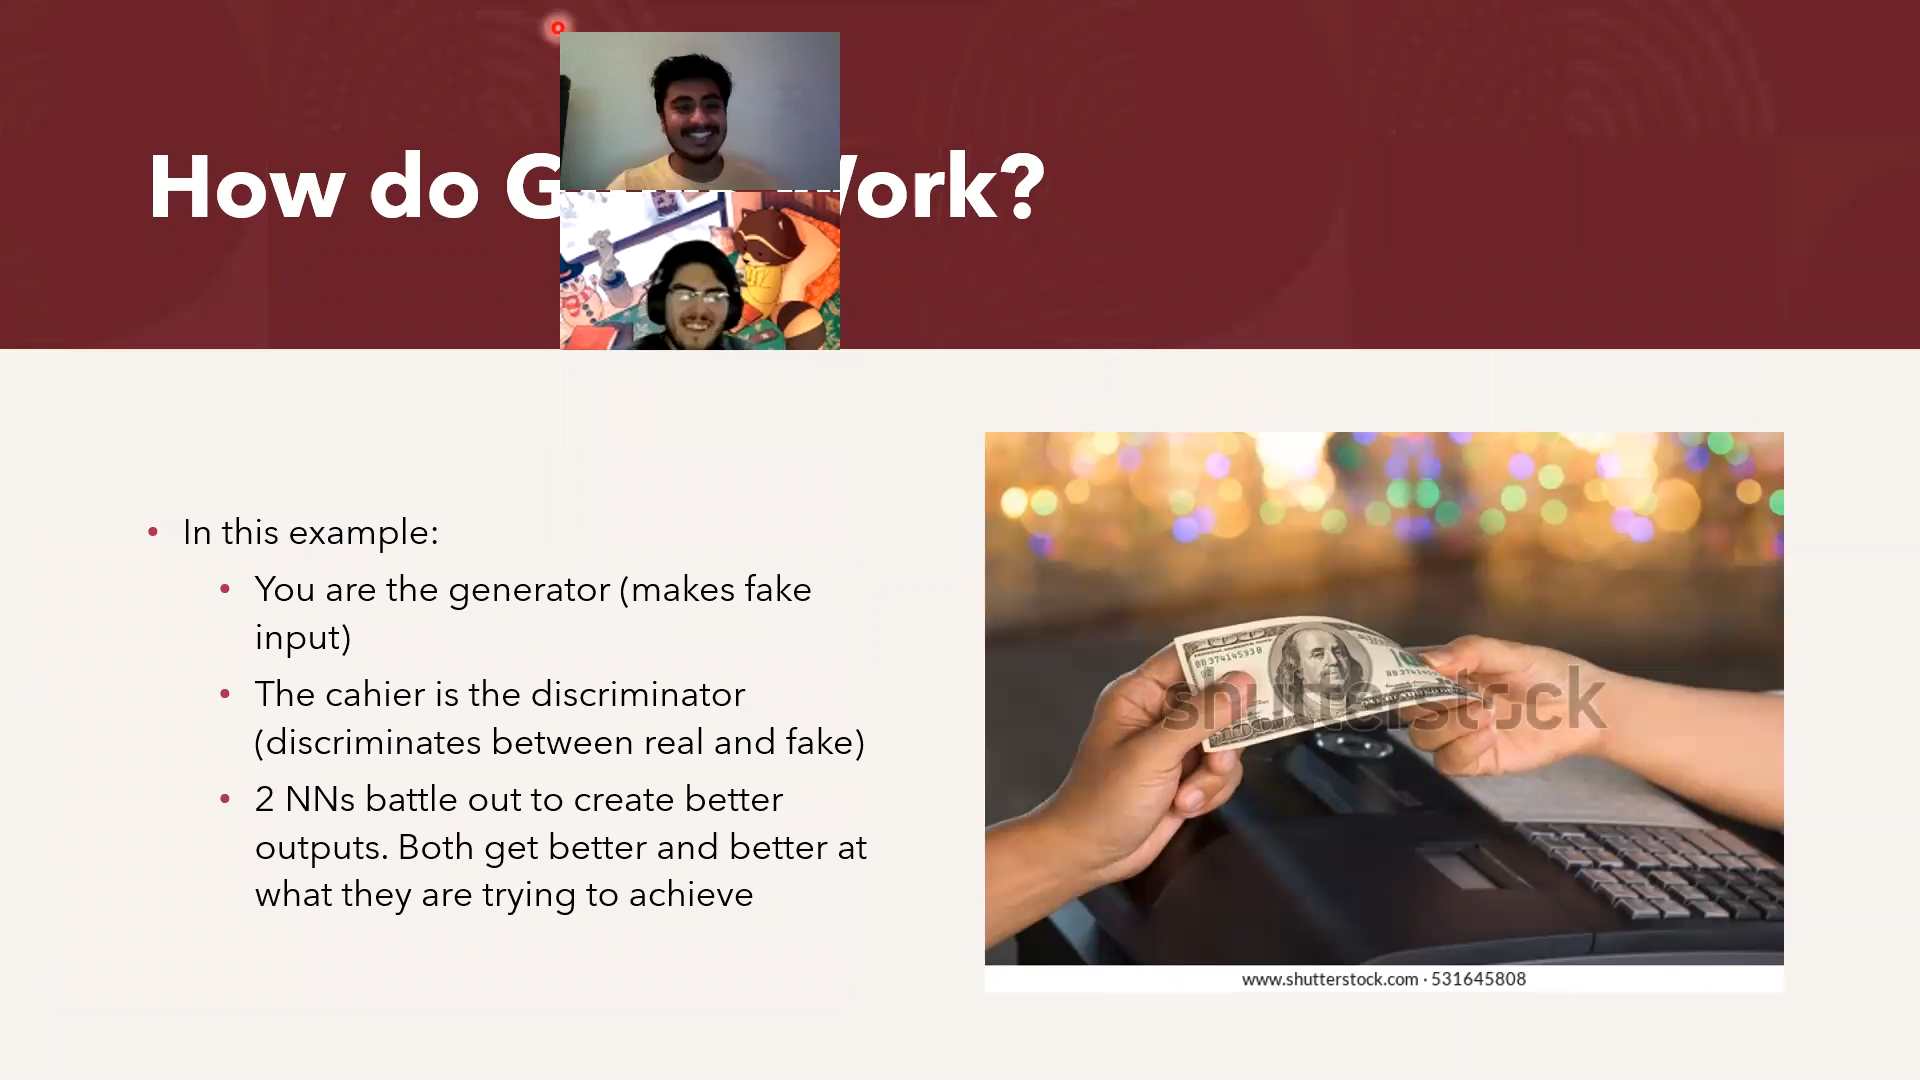 How do G Work?
• In this example:
• You are the generator (makes fake
input)
• The cahier is the discriminator
(discriminates between real and fake)
• 2 NNs battle out to create better
outputs. Both get better and better at
what they are trying to achieve
shutterstock
www.shutterstock.com · 531645808